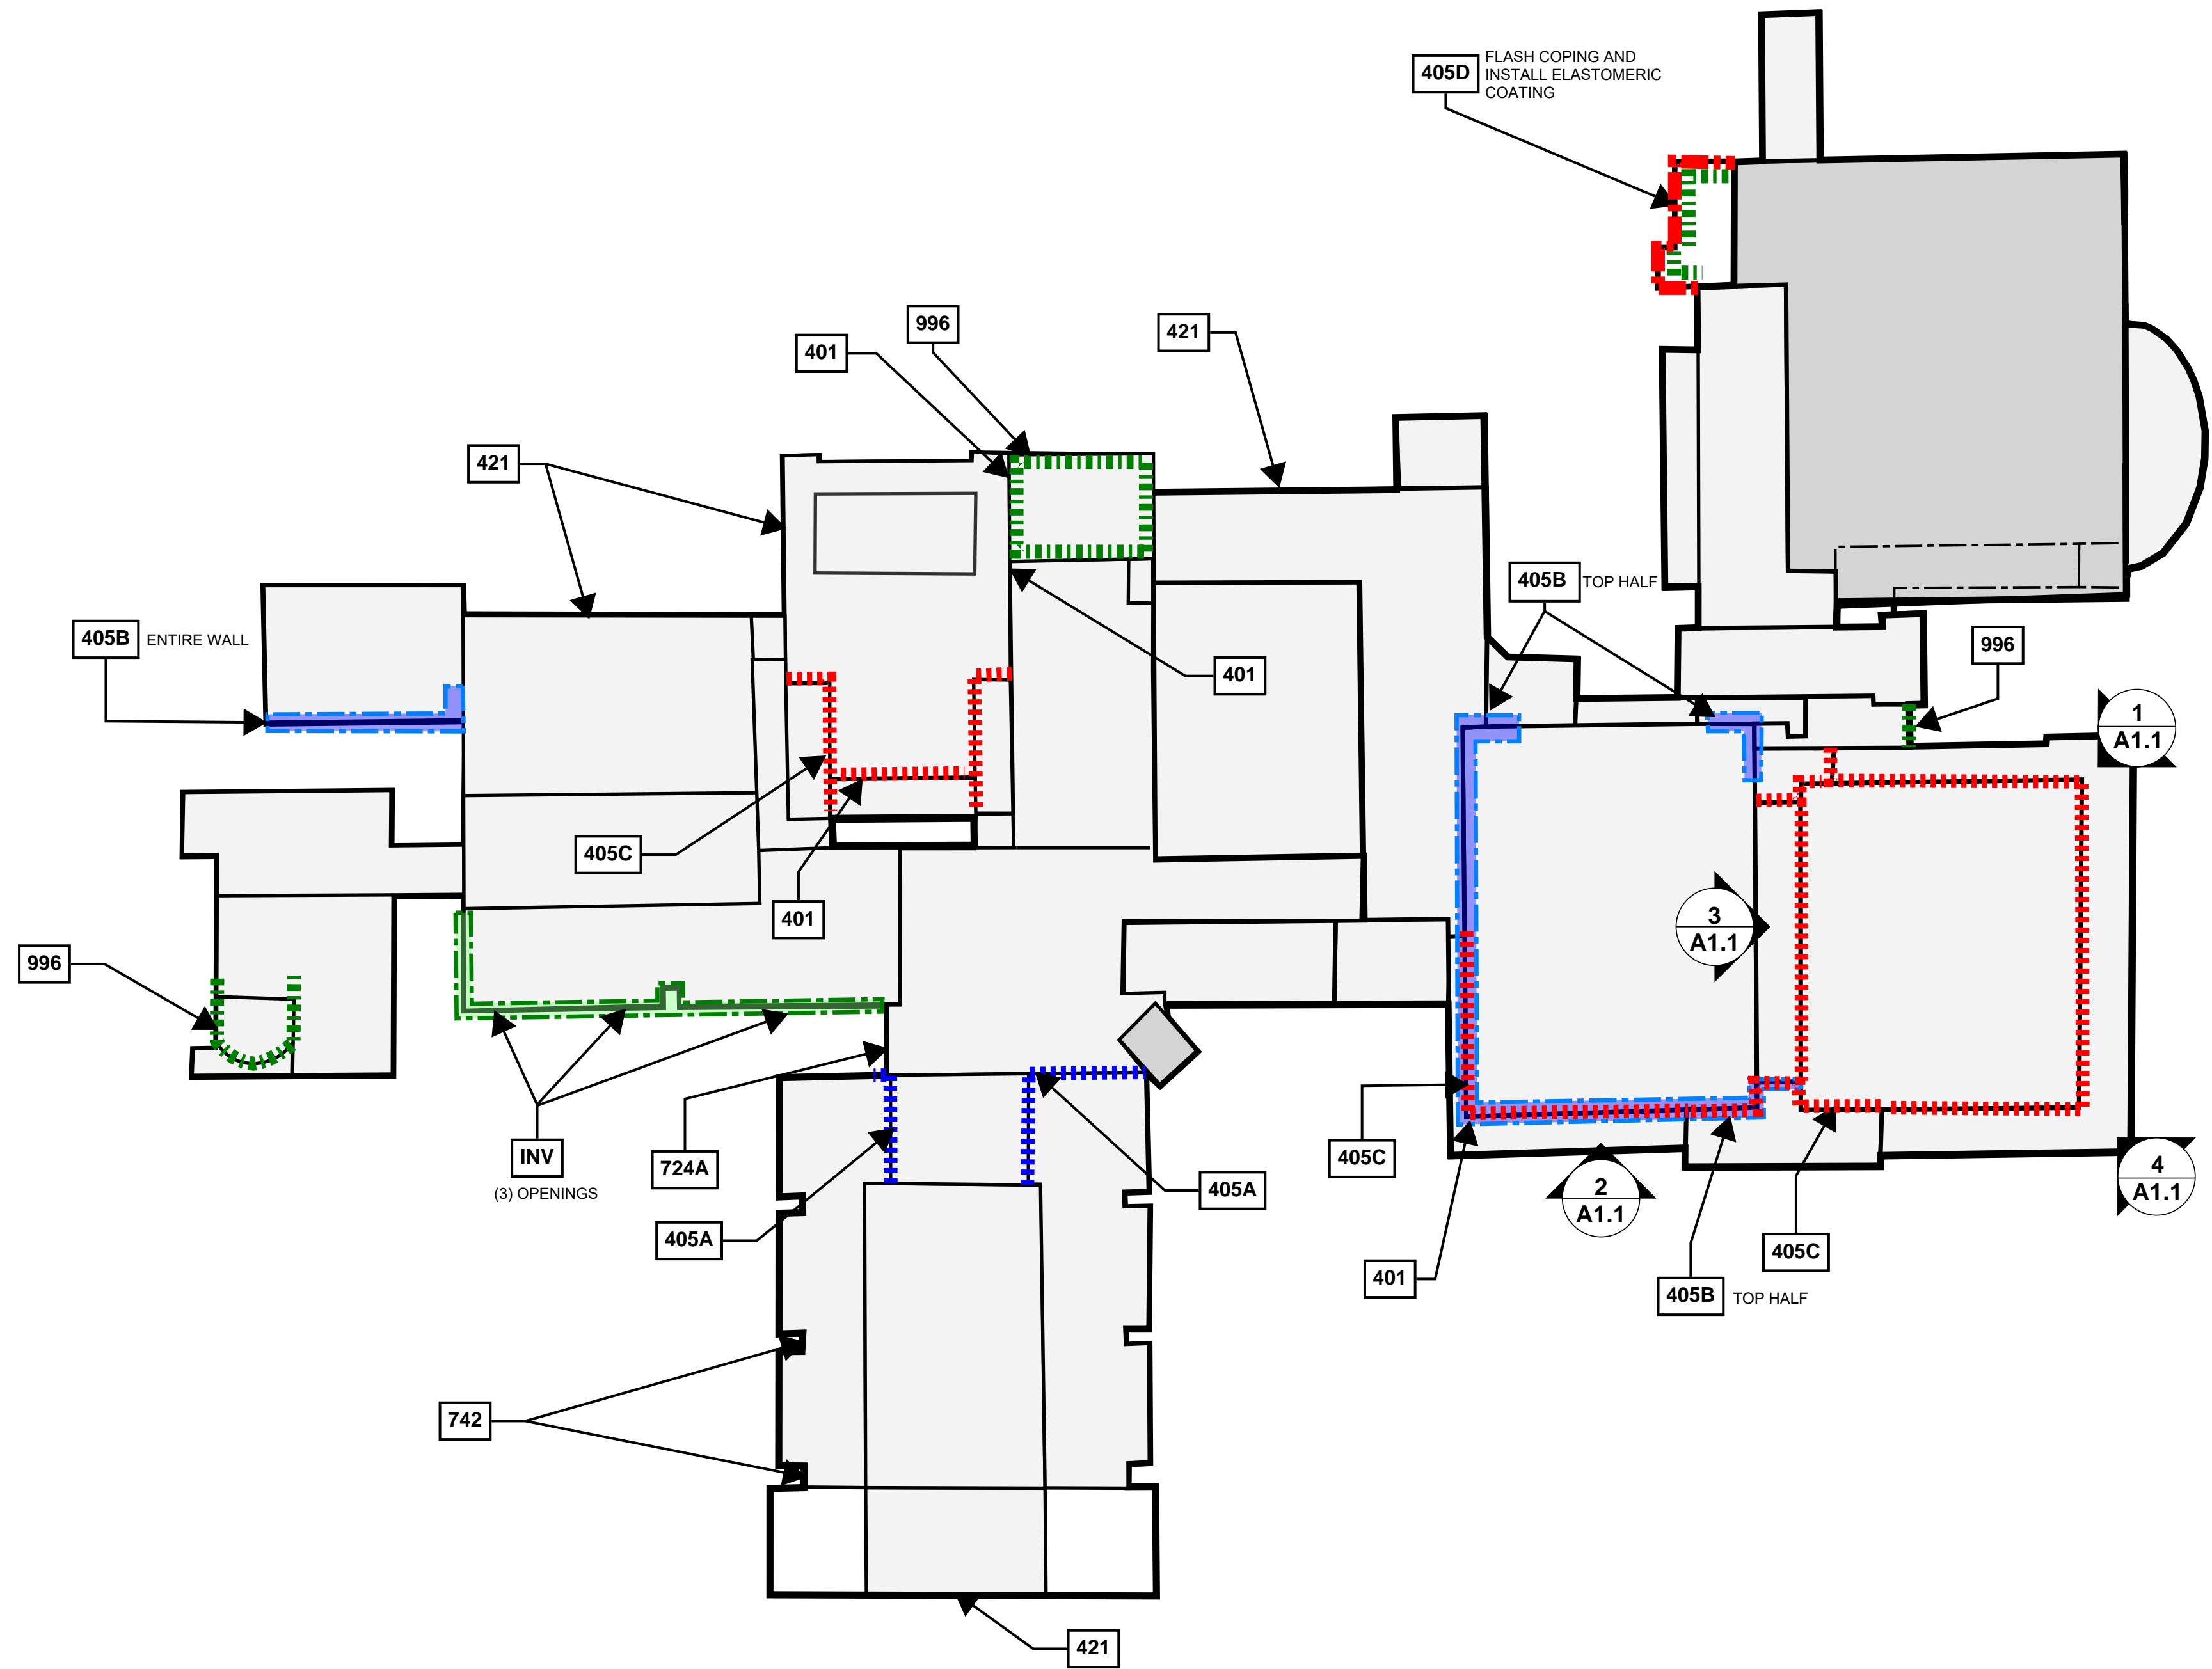 405D
FLASH COPING AND
INSTALL ELASTOMERIC
COATING
996
401
421
421
405B
TOP HALF
405B
ENTIRE WALL
996
401
1
A1.1
405C
401
3
A1.1
996
INV
(3) OPENINGS
724A
405C
405A
2
A1.1
4
A1.1
405A
405C
401
405B
TOP HALF
742
421